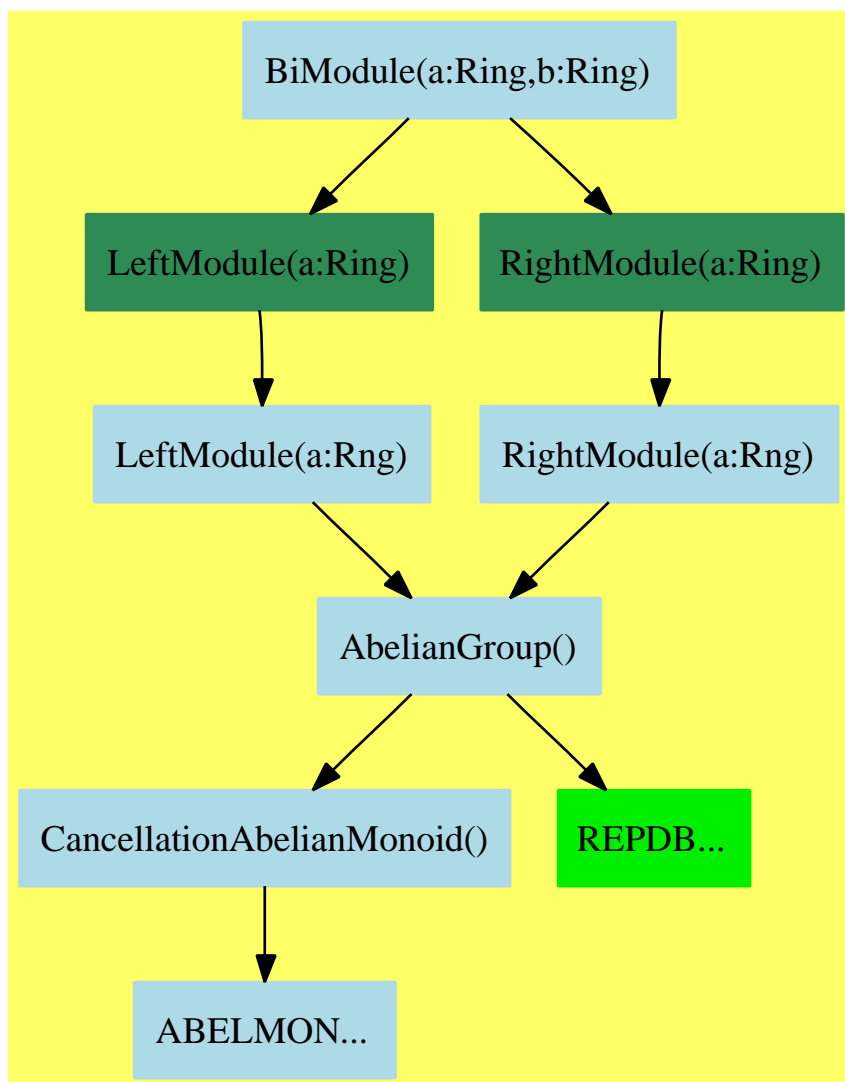 BiModule(a:Ring,b:Ring)
LeftModule(a:Ring)
RightModule(a:Ring)
LeftModule(a:Rng)
RightModule(a:Rng)
AbelianGroup()
CancellationAbelianMonoid()
REPDB...
ABELMON...